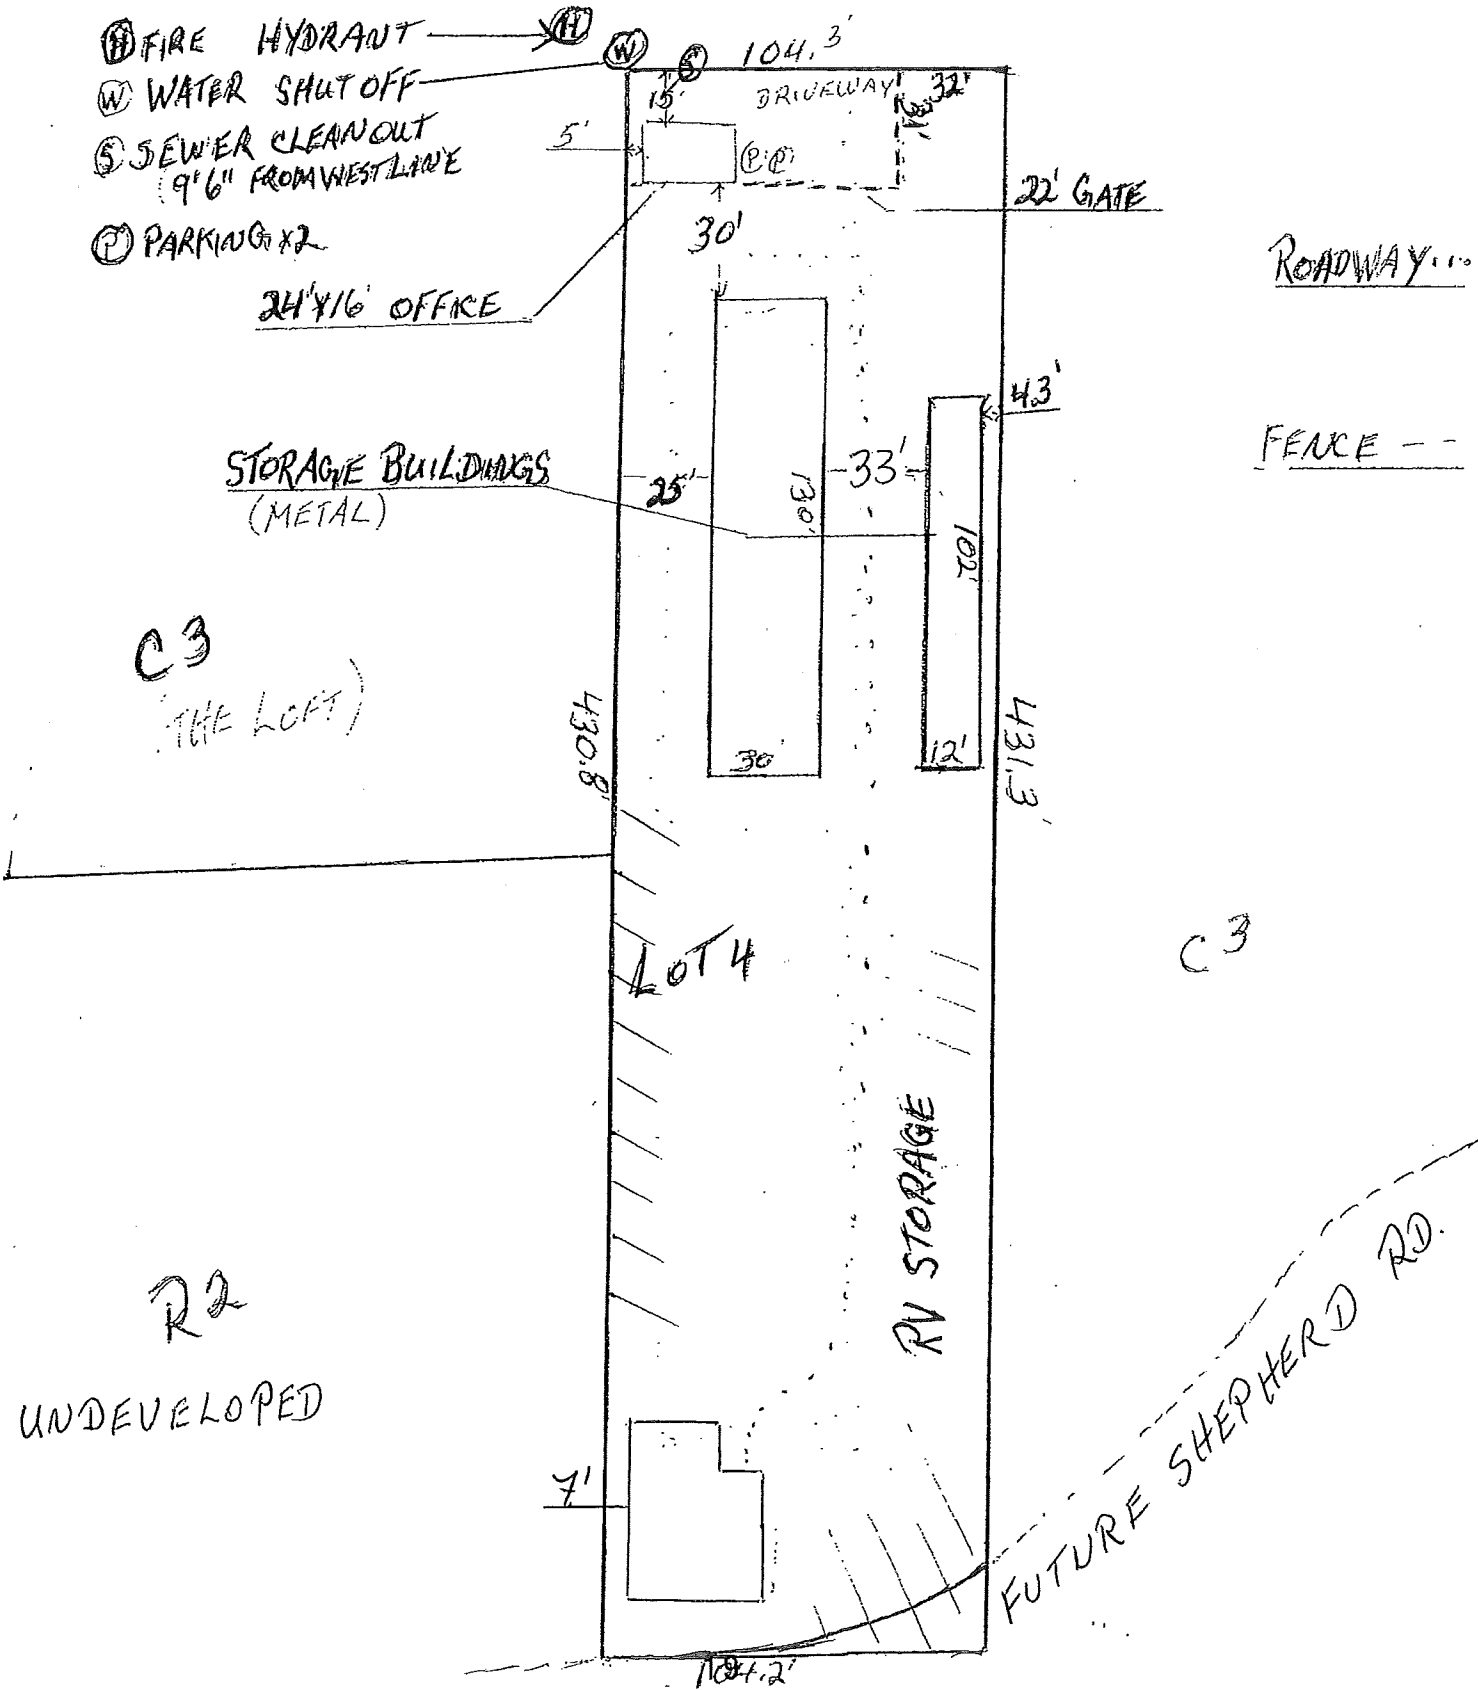 Ⓗ FIRE HYDRANT
Ⓗ
Ⓦ WATER SHUT OFF
Ⓦ
Ⓢ
104.3'
Ⓢ SEWER CLEANOUT
9'6" FROM WEST LINE
Ⓟ PARKING x2
15'
DRIVEWAY
32'
5'
Ⓟ Ⓟ
22' GATE
30'
24'x16' OFFICE
ROADWAY....
4.3'
FENCE - -
STORAGE BUILDINGS
(METAL)
25'
130'
33'
102'
C3
THE LOFT)
430.8'
30'
12'
431.3'
LOT 4
C3
RV STORAGE
R2
UNDEVELOPED
7'
FUTURE SHEPHERD RD.
104.2'